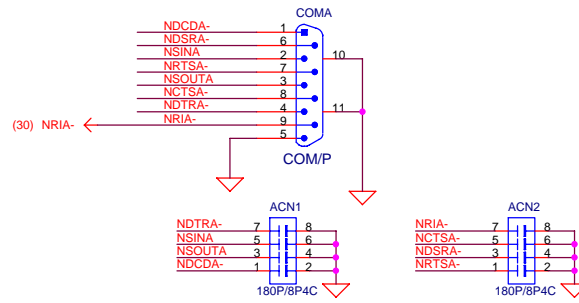 COMA
NDCDA- 1
NDSRA- 6
NSINA 2 10
NRTSA- 7
NSOUTA 3
NCTSA- 8
NDTRA- 4 11
(30) NRIA- NRIA- 9
5
COM/P
ACN1
NDTRA- 7 8
NSINA 5 6
NSOUTA 3 4
NDCDA- 1 2
180P/8P4C
ACN2
NRIA- 7 8
NCTSA- 5 6
NDSRA- 3 4
NRTSA- 1 2
180P/8P4C